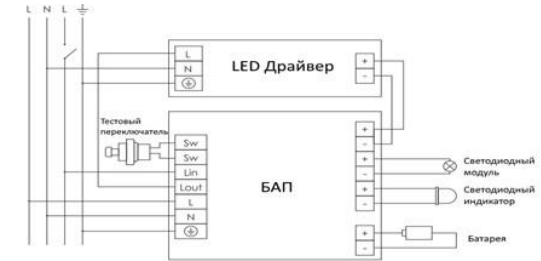 L N L
L
N
LED Драйвер
+
-
Тестовый
переключатель
Sw
Sw
Lin
Lout
L
N
БАП
+
-
+
-
+
-
+
-
Светодиодный
модуль
Светодиодный
индикатор
Батарея